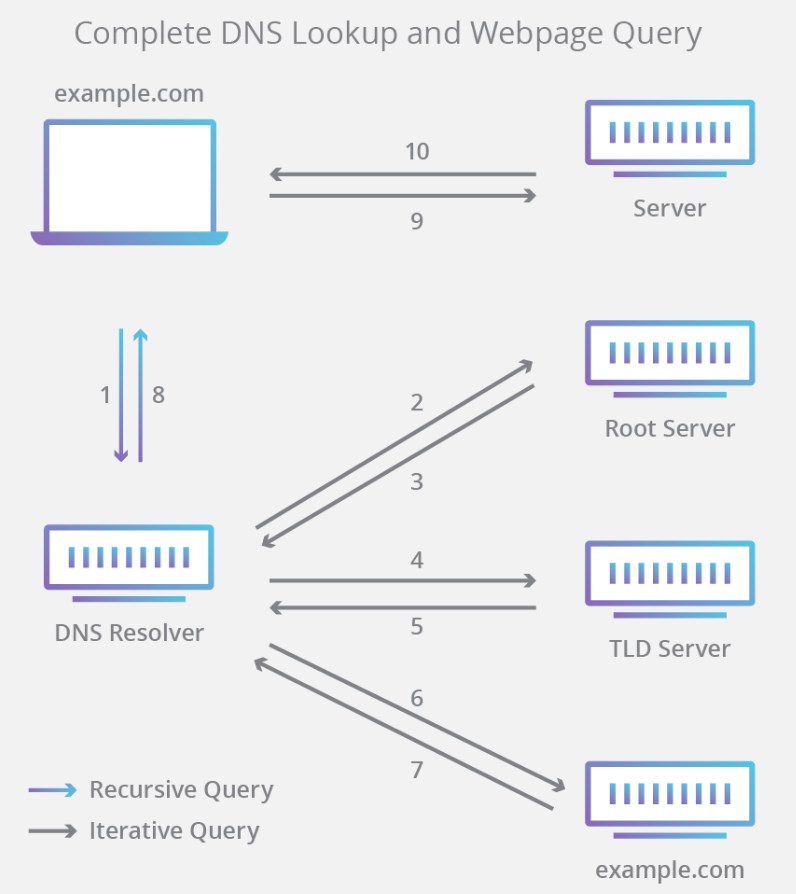 Complete DNS Lookup and Webpage Query
example.com
10
9
Server
1
8
2
3
Root Server
4
5
DNS Resolver
TLD Server
6
7
Recursive Query
Iterative Query
example.com